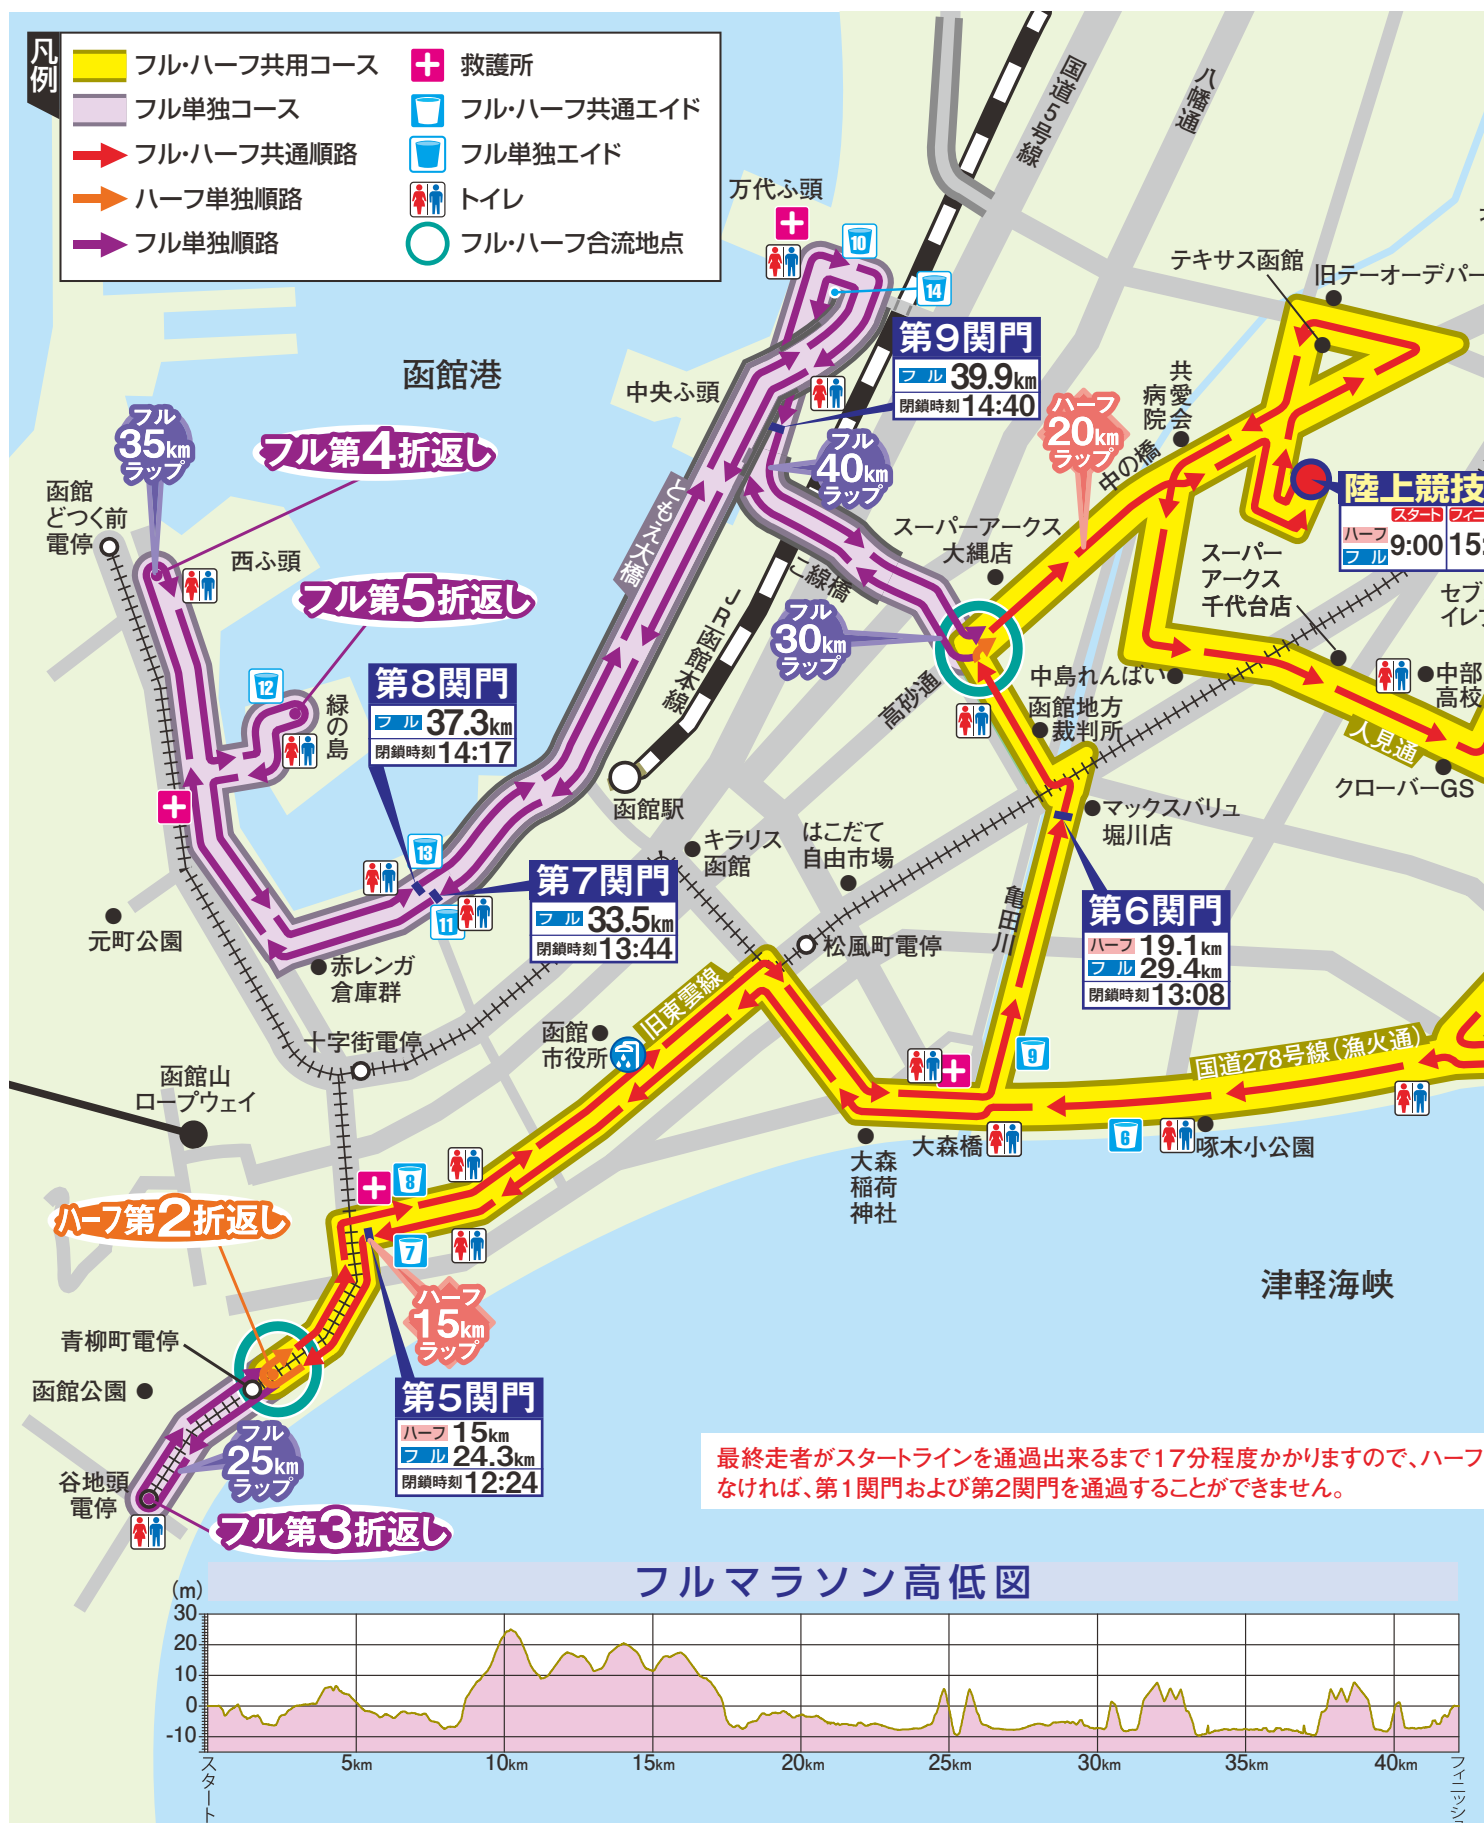 凡例
フル・ハーフ共用コース
フル単独コース
フル・ハーフ共通順路
ハーフ単独順路
フル単独順路
救護所
フル・ハーフ共通エイド
フル単独エイド
トイレ
フル・ハーフ合流地点
国道5号線
八幡通
万代ふ頭
10
14
テキサス函館
旧テーオーデパー
函館港
中央ふ頭
第9関門
フル 39.9km
閉鎖時刻 14:40
共愛会
病院
ハーフ
20km
ラップ
中の橋
フル
35km
ラップ
フル第4折返し
フル
40km
ラップ
陸上競技
スタート
ハーフ
フル
9:00
15:
函館
どつく前
電停
西ふ頭
ともえ大橋
スーパーアークス
大縄店
スーパー
アークス
千代台店
セブ
イレブ
こ線橋
フル第5折返し
JR函館本線
フル
30km
ラップ
12
緑の島
第8関門
フル 37.3km
閉鎖時刻 14:17
高砂通
中島れんばい
函館地方
裁判所
中部
高校
人見通
クローバーGS
函館駅
マックスバリュ
堀川店
キラリス
函館
はこだて
自由市場
13
11
第7関門
フル 33.5km
閉鎖時刻 13:44
亀田川
第6関門
ハーフ 19.1km
フル 29.4km
閉鎖時刻 13:08
元町公園
赤レンガ
倉庫群
松風町電停
旧東雲線
函館
市役所
十字街電停
9
国道278号線(漁火通)
函館山
ロープウェイ
大森橋
6
啄木小公園
大森
稲荷
神社
8
7
ハーフ第2折返し
津軽海峡
ハーフ
15km
ラップ
青柳町電停
函館公園
第5関門
ハーフ 15km
フル 24.3km
閉鎖時刻 12:24
フル
25km
ラップ
谷地頭
電停
フル第3折返し
最終走者がスタートラインを通過出来るまで17分程度かかりますので、ハーフ
なければ、第1関門および第2関門を通過することができません。
フルマラソン高低図
(m)
30
20
10
0
-10
スタート
5km
10km
15km
20km
25km
30km
35km
40km
フィニッシ